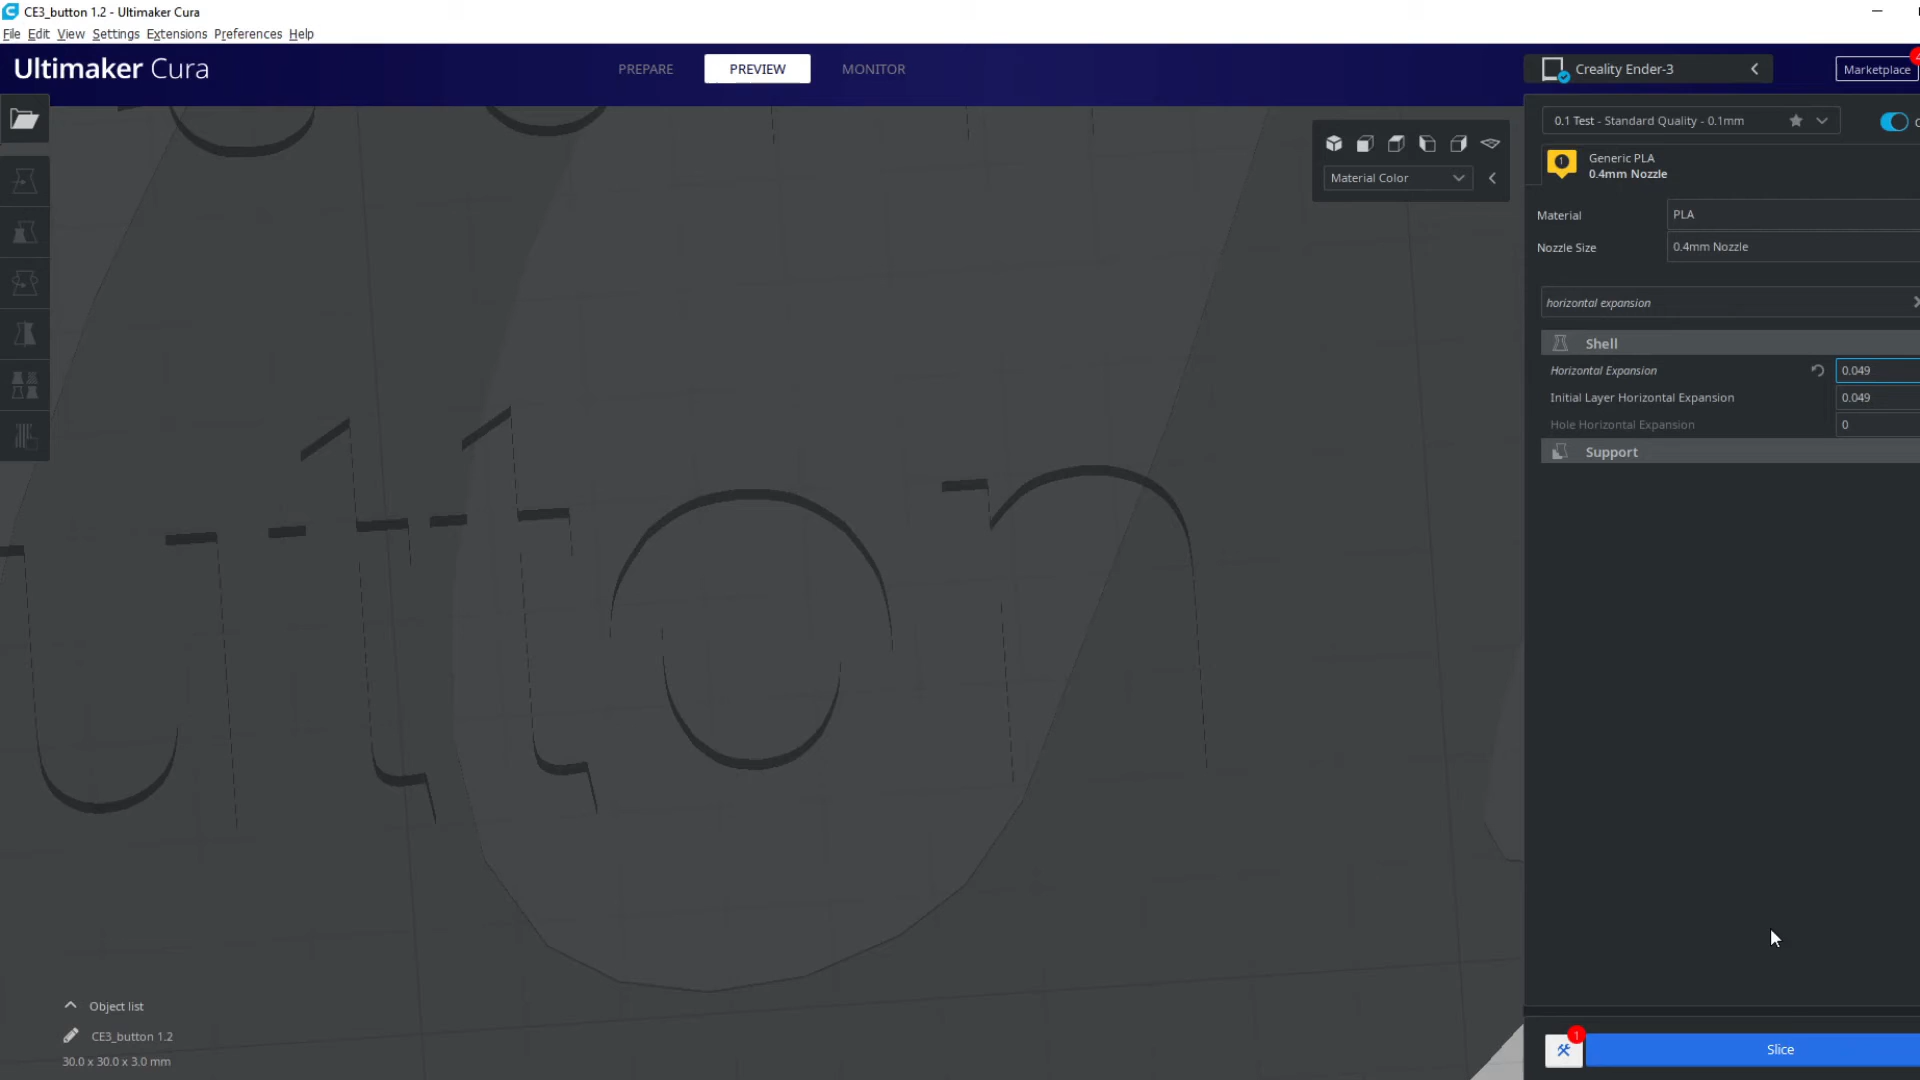 CE3_button 1.2 - Ultimaker Cura
File Edit View Settings Extensions Preferences Help
Ultimaker Cura
PREPARE
PREVIEW
MONITOR
Creality Ender-3
Marketplace
0.1 Test - Standard Quality - 0.1mm
1
Generic PLA
0.4mm Nozzle
Material Color
Material
PLA
Nozzle Size
0.4mm Nozzle
horizontal expansion
Shell
Horizontal Expansion
0.049
Initial Layer Horizontal Expansion
0.049
Hole Horizontal Expansion
0
Support
utton
Object list
CE3_button 1.2
30.0 x 30.0 x 3.0 mm
1
Slice